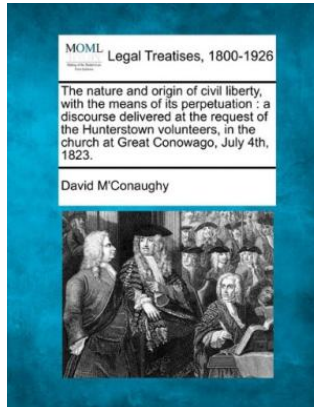 MOML
Legal Treatises, 1800-1926
The nature and origin of civil liberty,
with the means of its perpetuation : a
discourse delivered at the request of
the Hunterstown volunteers, in the
church at Great Conowago, July 4th,
1823.
David M'Conaughy